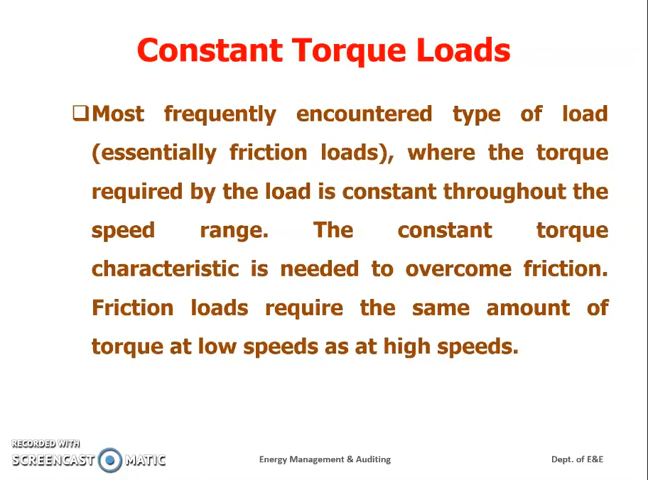 Constant Torque Loads
❑Most frequently encountered type of load
(essentially friction loads), where the torque
required by the load is constant throughout the
speed range. The constant torque
characteristic is needed to overcome friction.
Friction loads require the same amount of
torque at low speeds as at high speeds.
RECORDED WITH
SCREENCAST MATIC
Energy Management & Auditing
Dept. of E&E